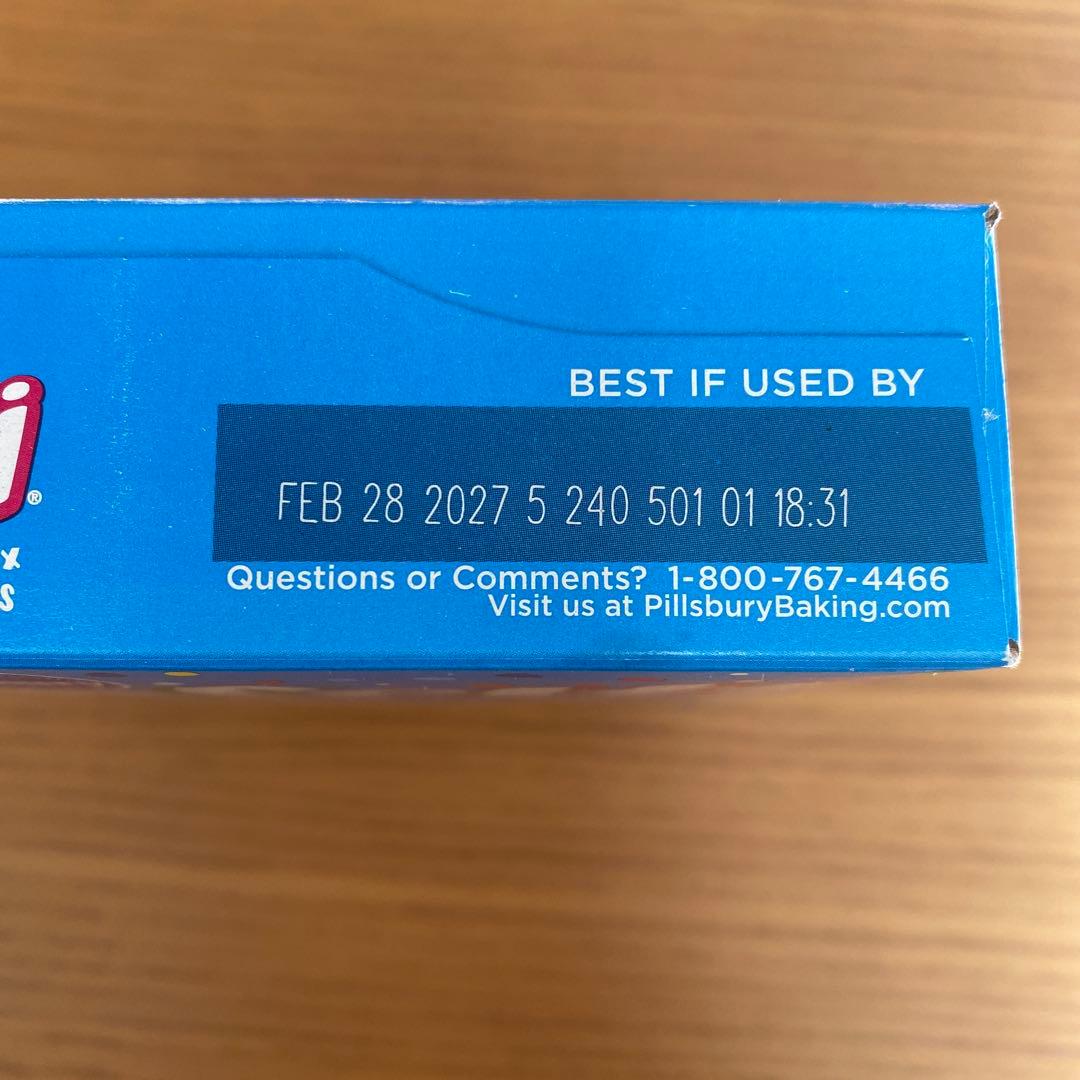 BEST IF USED BY
FEB 28 2027 5 240 501 01 18:31
Questions or Comments? 1-800-767-4466
Visit us at PillsburyBaking.com
i®
x
s